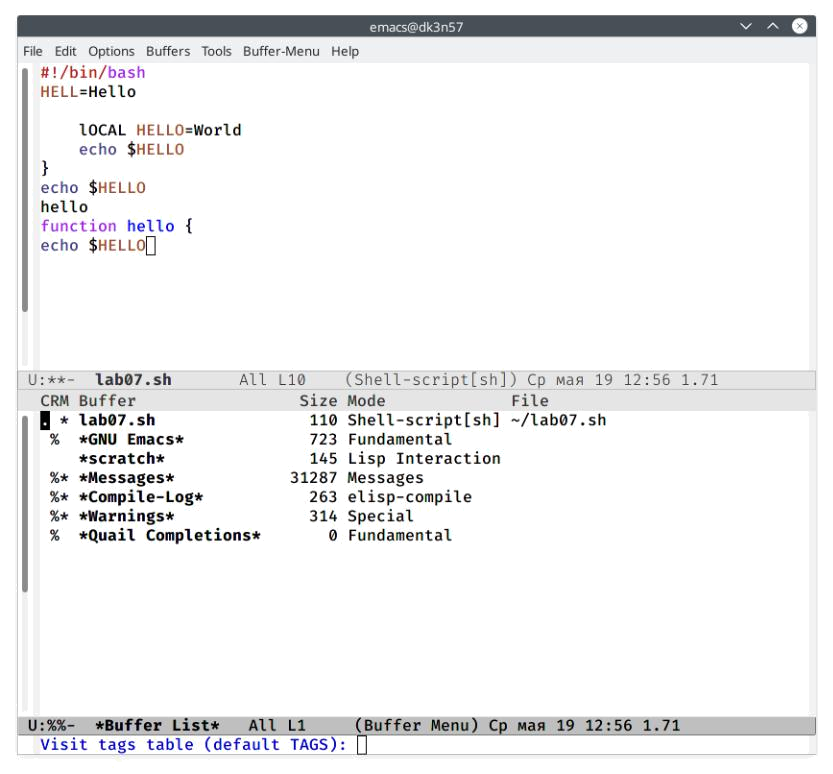 emacs@dk3n57
File Edit Options Buffers Tools Buffer-Menu Help
#!/bin/bash
HELL=Hello
lOCAL HELLO=World
echo $HELLO
}
echo $HELLO
hello
function hello {
echo $HELLO
U:**- lab07.sh All L10 (Shell-script[sh]) Ср мая 19 12:56 1.71
CRM Buffer Size Mode File
. * lab07.sh 110 Shell-script[sh] ~/lab07.sh
% *GNU Emacs* 723 Fundamental
*scratch* 145 Lisp Interaction
%* *Messages* 31287 Messages
%* *Compile-Log* 263 elisp-compile
%* *Warnings* 314 Special
% *Quail Completions* 0 Fundamental
U:%%- *Buffer List* All L1 (Buffer Menu) Ср мая 19 12:56 1.71
Visit tags table (default TAGS):